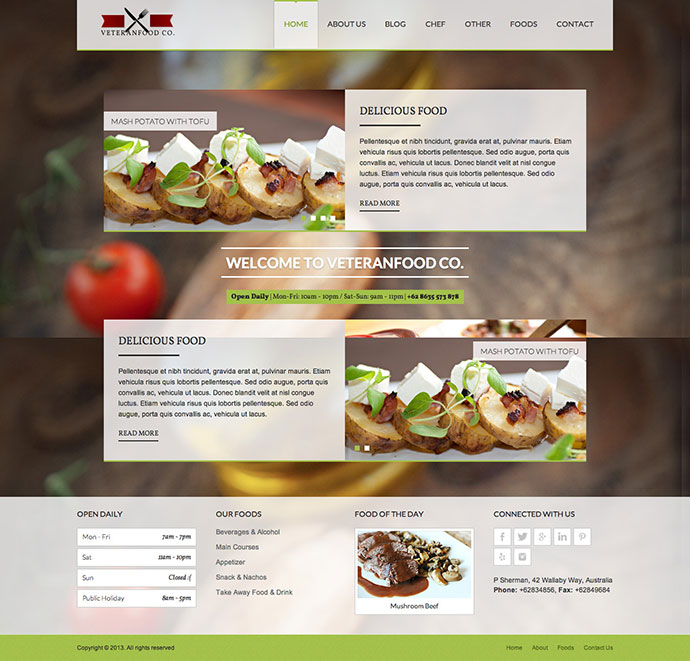 VETERANFOOD CO.
HOME
ABOUT US
BLOG
CHEF
OTHER
FOODS
CONTACT
MASH POTATO WITH TOFU
DELICIOUS FOOD
Pellentesque et nibh tincidunt, gravida erat at, pulvinar mauris. Etiam
vehicula risus quis lobortis pellentesque. Sed odio augue, porta quis
convallis ac, vehicula ut lacus. Donec blandit velit at nisl congue
luctus. Etiam vehicula risus quis lobortis pellentesque. Sed odio
augue, porta quis convallis ac, vehicula ut lacus.
READ MORE
WELCOME TO VETERANFOOD CO.
Open Daily | Mon-Fri: 10am - 10pm / Sat-Sun: 9am - 11pm | +62 8635 573 878
DELICIOUS FOOD
Pellentesque et nibh tincidunt, gravida erat at, pulvinar mauris. Etiam
vehicula risus quis lobortis pellentesque. Sed odio augue, porta quis
convallis ac, vehicula ut lacus. Donec blandit velit at nisl congue
luctus. Etiam vehicula risus quis lobortis pellentesque. Sed odio
augue, porta quis convallis ac, vehicula ut lacus.
READ MORE
MASH POTATO WITH TOFU
OPEN DAILY
Mon - Fri 7am - 7pm
Sat 11am - 10pm
Sun Closed :(
Public Holiday 8am - 5pm
OUR FOODS
Beverages & Alcohol
Main Courses
Appetizer
Snack & Nachos
Take Away Food & Drink
FOOD OF THE DAY
Mushroom Beef
CONNECTED WITH US
P Sherman, 42 Wallaby Way, Australia
Phone: +62834856, Fax: +62849684
Copyright © 2013. All rights reserved
Home
About
Foods
Contact Us